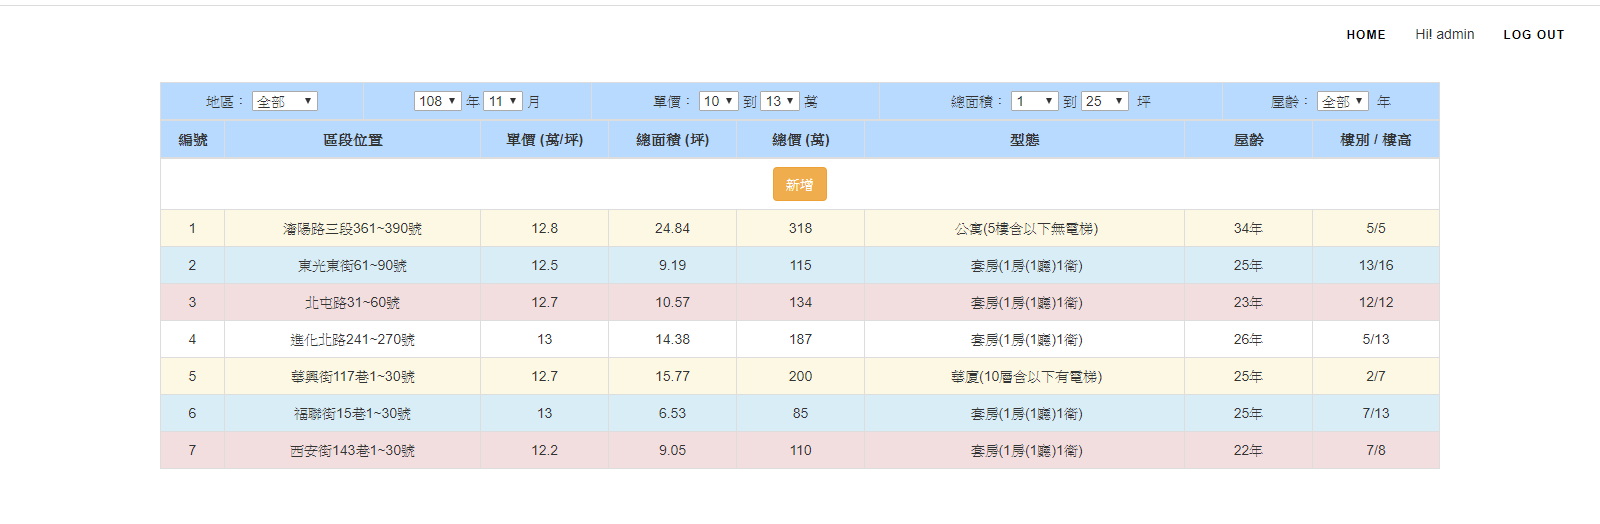 HOME Hi! admin LOG OUT
地區： 全部 108 年 11 月 單價： 10 到 13 萬 總面積： 1 到 25 坪 屋齡： 全部 年
編號 區段位置 單價 (萬/坪) 總面積 (坪) 總價 (萬) 型態 屋齡 樓別 / 樓高
新增
1 瀋陽路三段361~390號 12.8 24.84 318 公寓(5樓含以下無電梯) 34年 5/5
2 東光東街61~90號 12.5 9.19 115 套房(1房(1廳)1衛) 25年 13/16
3 北屯路31~60號 12.7 10.57 134 套房(1房(1廳)1衛) 23年 12/12
4 進化北路241~270號 13 14.38 187 套房(1房(1廳)1衛) 26年 5/13
5 華興街117巷1~30號 12.7 15.77 200 華廈(10層含以下有電梯) 25年 2/7
6 福聯街15巷1~30號 13 6.53 85 套房(1房(1廳)1衛) 25年 7/13
7 西安街143巷1~30號 12.2 9.05 110 套房(1房(1廳)1衛) 22年 7/8